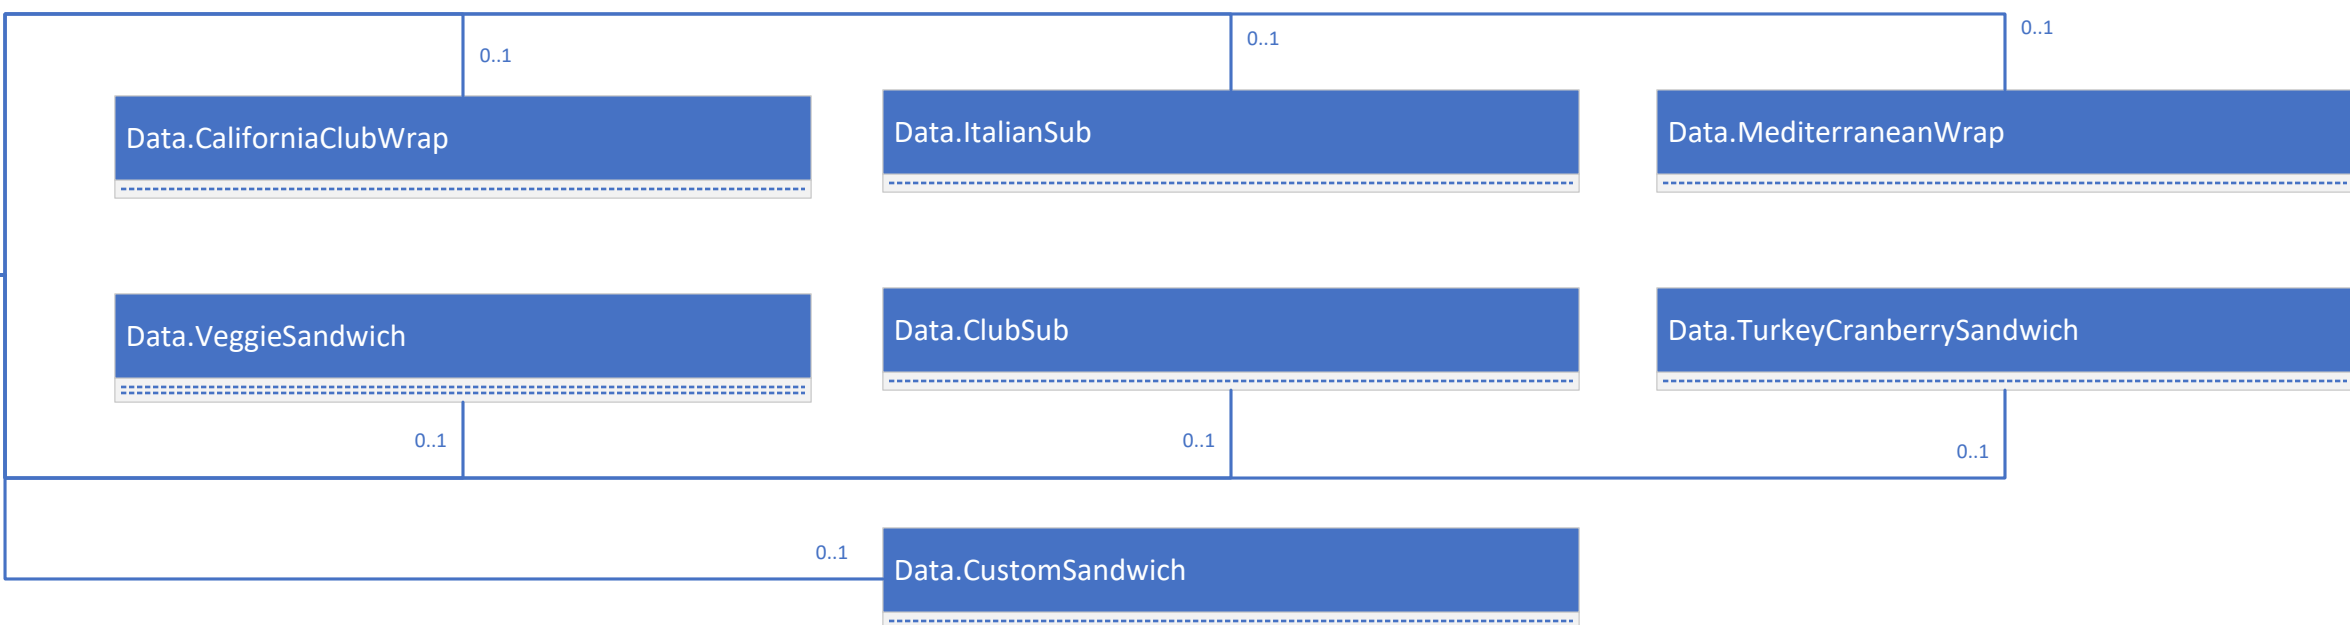 0..1
0..1
0..1
Data.CaliforniaClubWrap
Data.ItalianSub
Data.MediterraneanWrap
Data.VeggieSandwich
Data.ClubSub
Data.TurkeyCranberrySandwich
0..1
0..1
0..1
0..1
Data.CustomSandwich